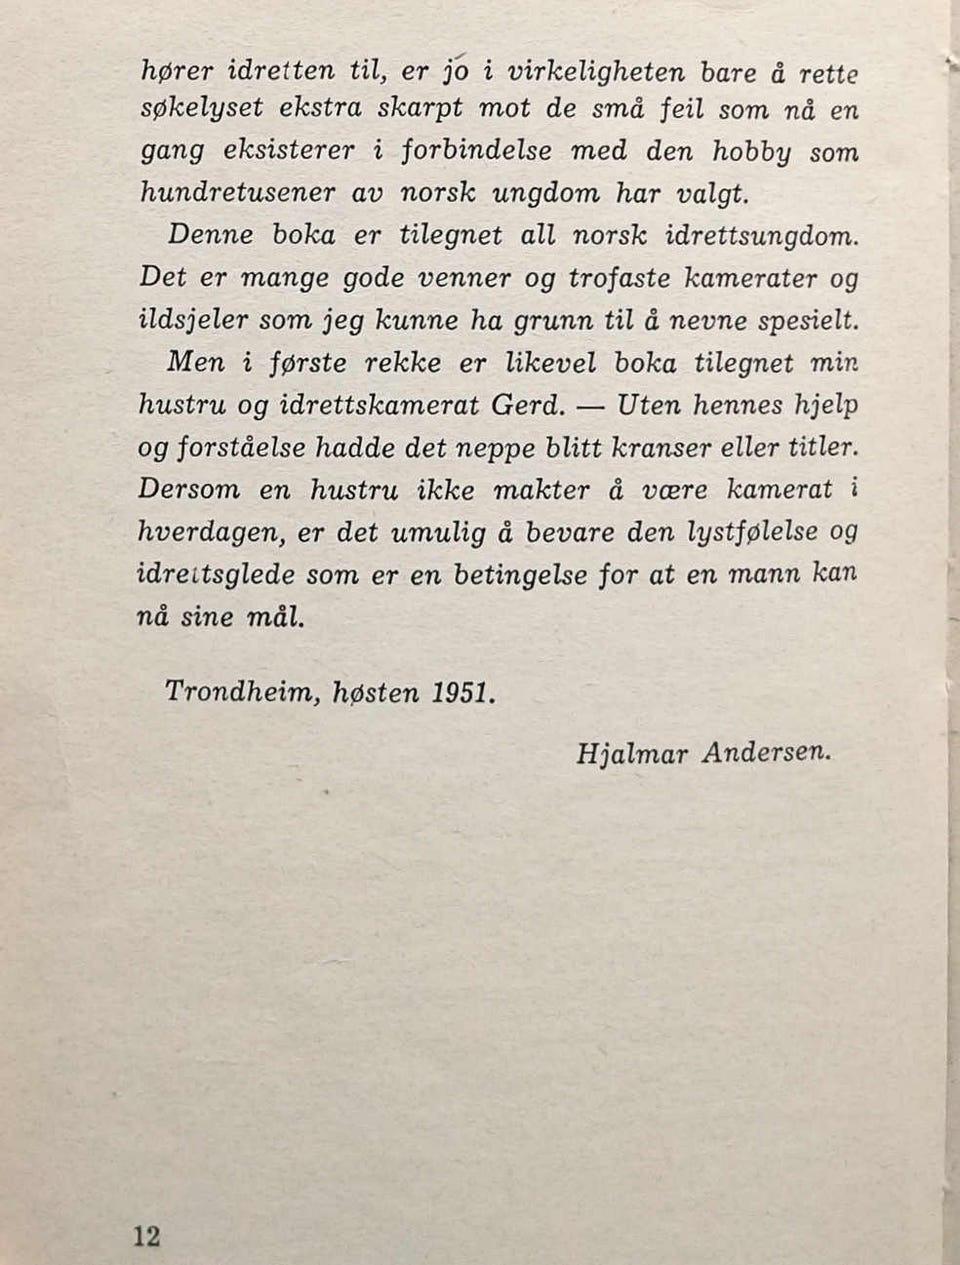 hører idretten til, er jo i virkeligheten bare å rette
søkelyset ekstra skarpt mot de små feil som nå en
gang eksisterer i forbindelse med den hobby som
hundretusener av norsk ungdom har valgt.
Denne boka er tilegnet all norsk idrettsungdom.
Det er mange gode venner og trofaste kamerater og
ildsjeler som jeg kunne ha grunn til å nevne spesielt.
Men i første rekke er likevel boka tilegnet min
hustru og idrettskamerat Gerd. — Uten hennes hjelp
og forståelse hadde det neppe blitt kranser eller titler.
Dersom en hustru ikke makter å være kamerat i
hverdagen, er det umulig å bevare den lystfølelse og
idrettsglede som er en betingelse for at en mann kan
nå sine mål.
Trondheim, høsten 1951.
Hjalmar Andersen.
12